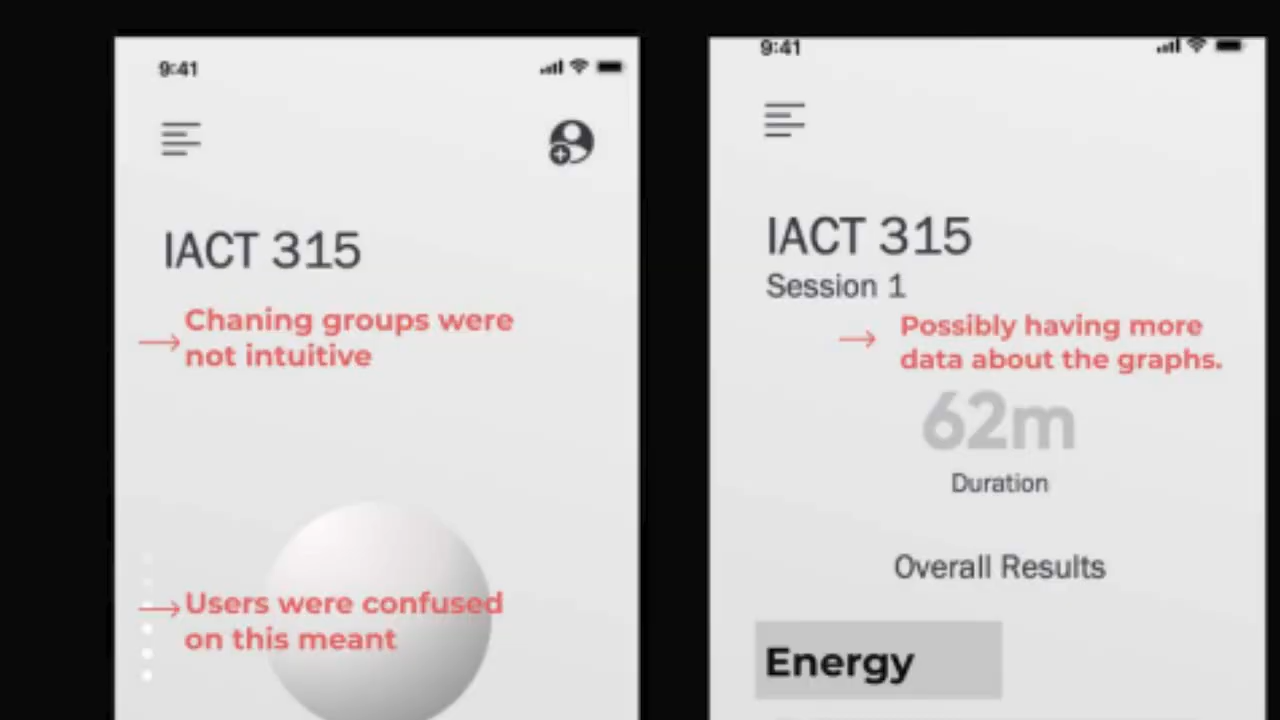 9:41
IACT 315
Chaning groups were
not intuitive
Users were confused
on this meant
9:41
IACT 315
Session 1
Possibly having more
data about the graphs.
62m
Duration
Overall Results
Energy